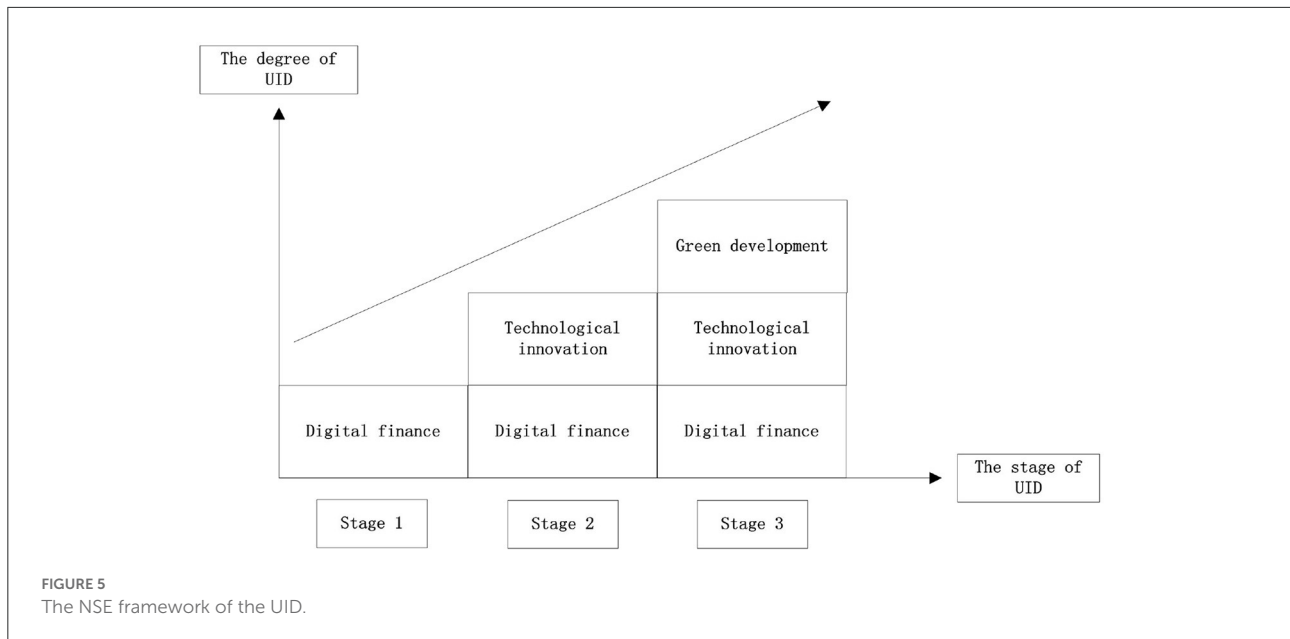 The degree of
UID
Green development
Technological
innovation
Technological
innovation
Digital finance
Digital finance
Digital finance
The stage of
UID
Stage 1
Stage 2
Stage 3
FIGURE 5
The NSE framework of the UID.